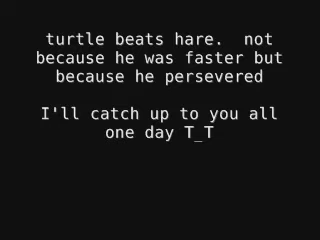 turtle beats hare.  not
because he was faster but
because he persevered
I'll catch up to you all
one day T_T